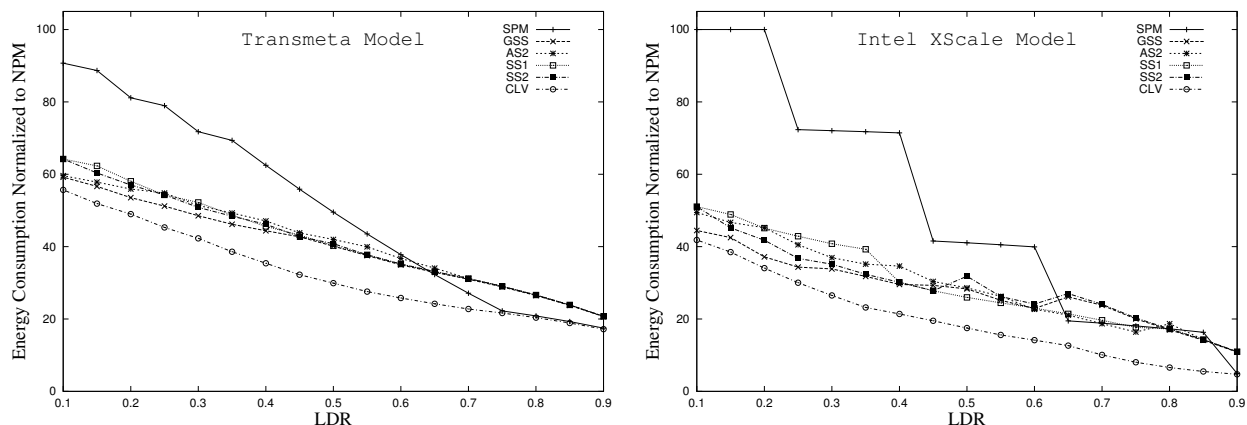 Transmeta Model
SPM
GSS
AS2
SS1
SS2
CLV
Energy Consumption Normalized to NPM
100
80
60
40
20
0
0.1 0.2 0.3 0.4 0.5 0.6 0.7 0.8 0.9
LDR
Intel XScale Model
SPM
GSS
AS2
SS1
SS2
CLV
Energy Consumption Normalized to NPM
100
80
60
40
20
0
0.1 0.2 0.3 0.4 0.5 0.6 0.7 0.8 0.9
LDR